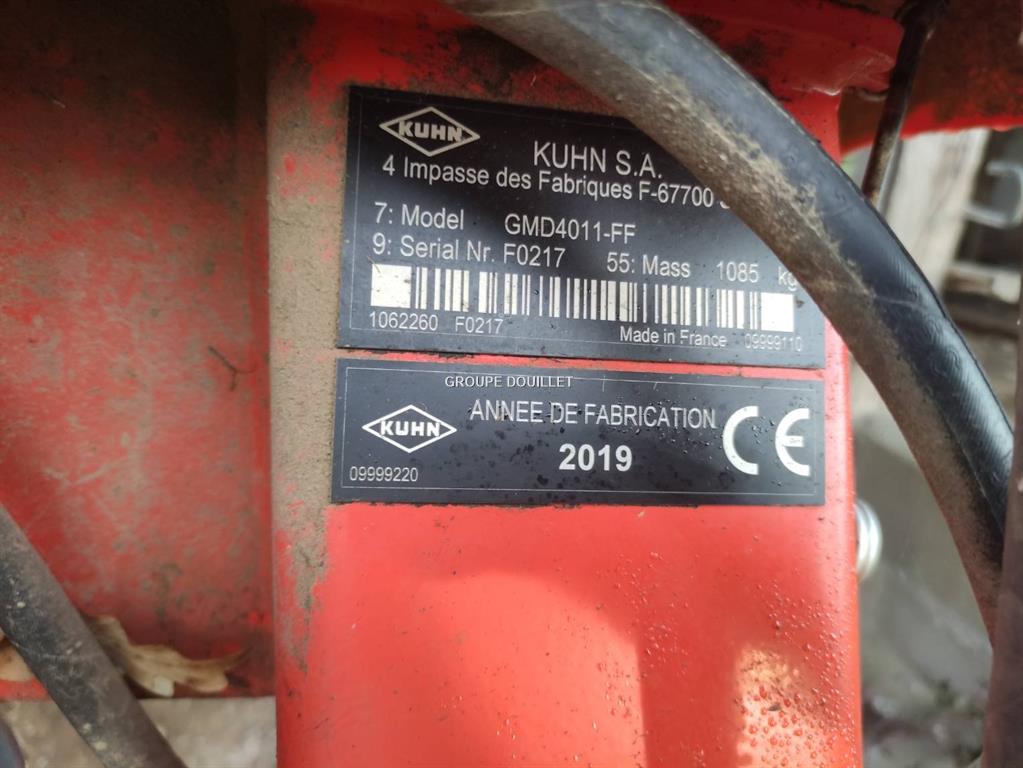 KUHN
KUHN S.A.
4 Impasse des Fabriques F-67700
7: Model GMD4011-FF
9: Serial Nr. F0217 55: Mass 1085 kg
1062260 F0217 Made in France 09999110
GROUPE DOUILLET
KUHN
ANNEE DE FABRICATION
2019
CE
09999220